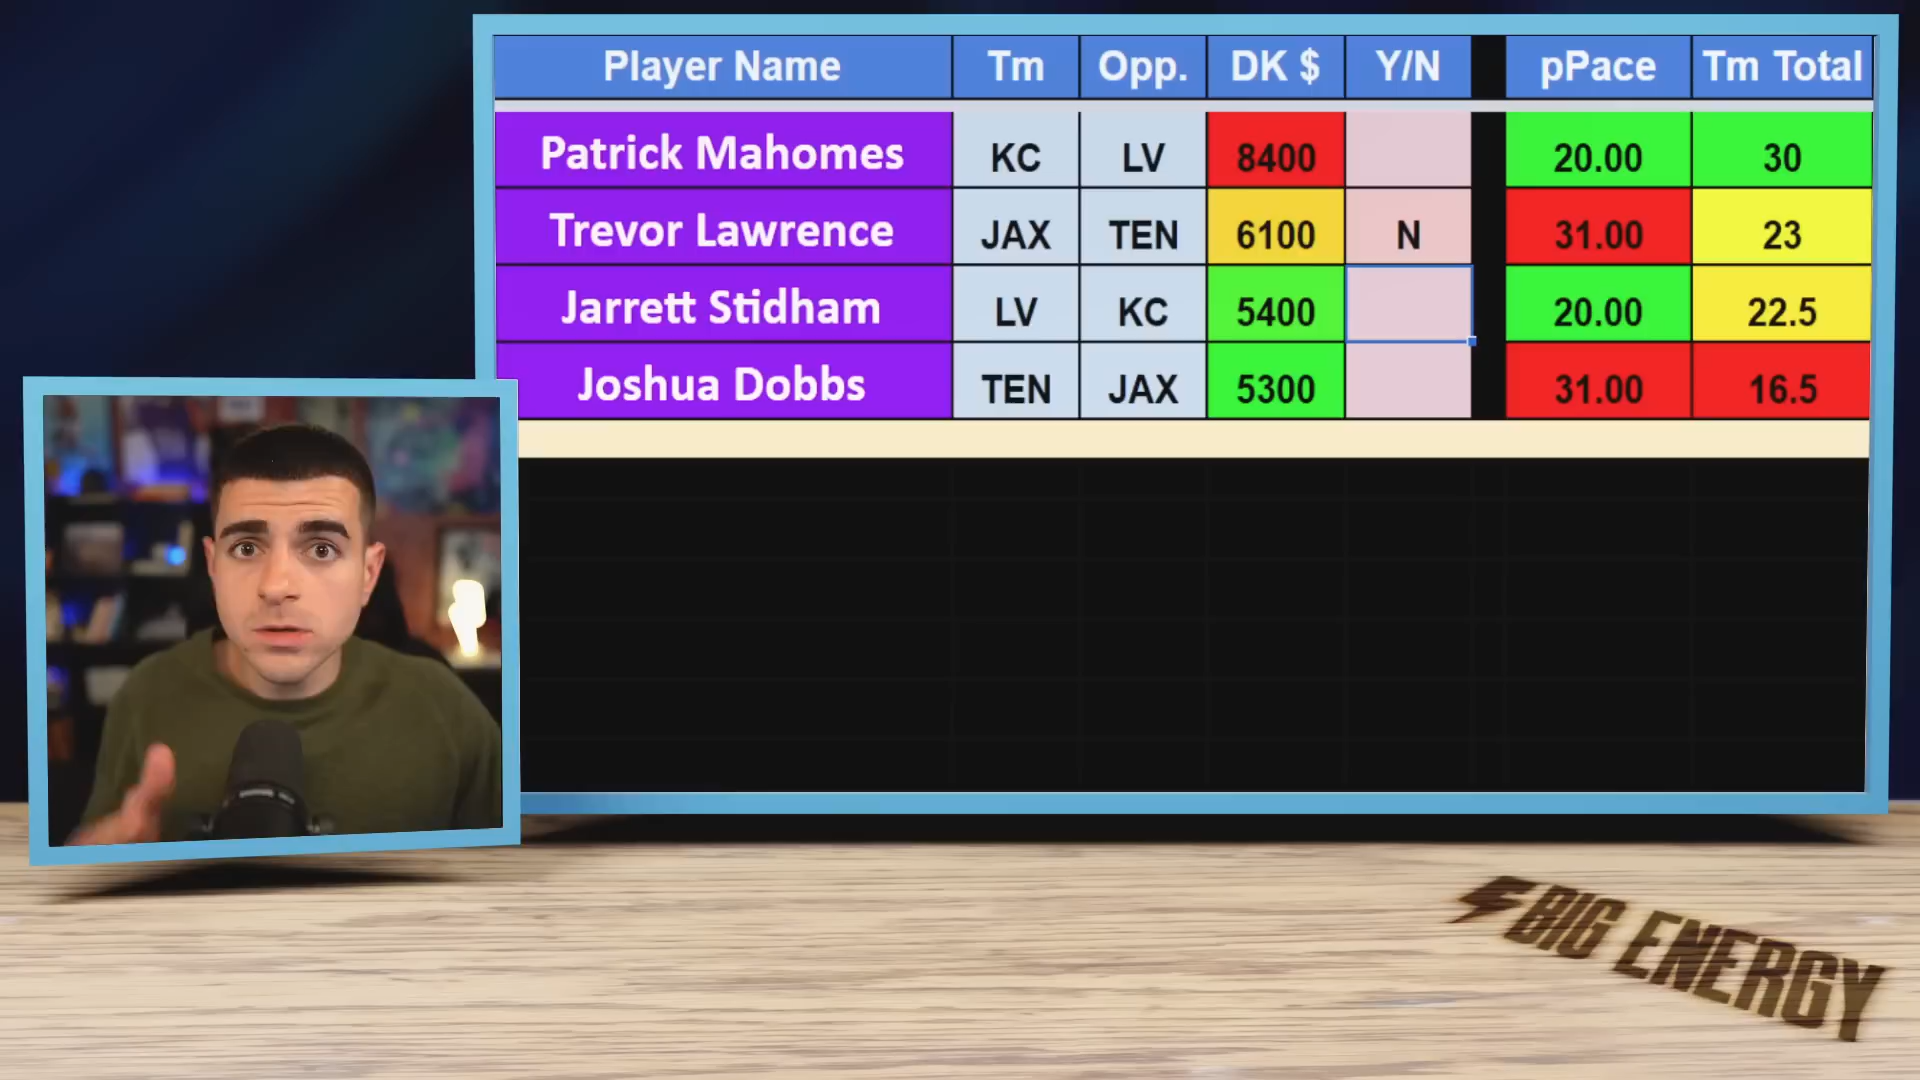 Player Name Tm Opp. DK $ Y/N pPace Tm Total
Patrick Mahomes KC LV 8400 20.00 30
Trevor Lawrence JAX TEN 6100 N 31.00 23
Jarrett Stidham LV KC 5400 20.00 22.5
Joshua Dobbs TEN JAX 5300 31.00 16.5
BIG ENERGY